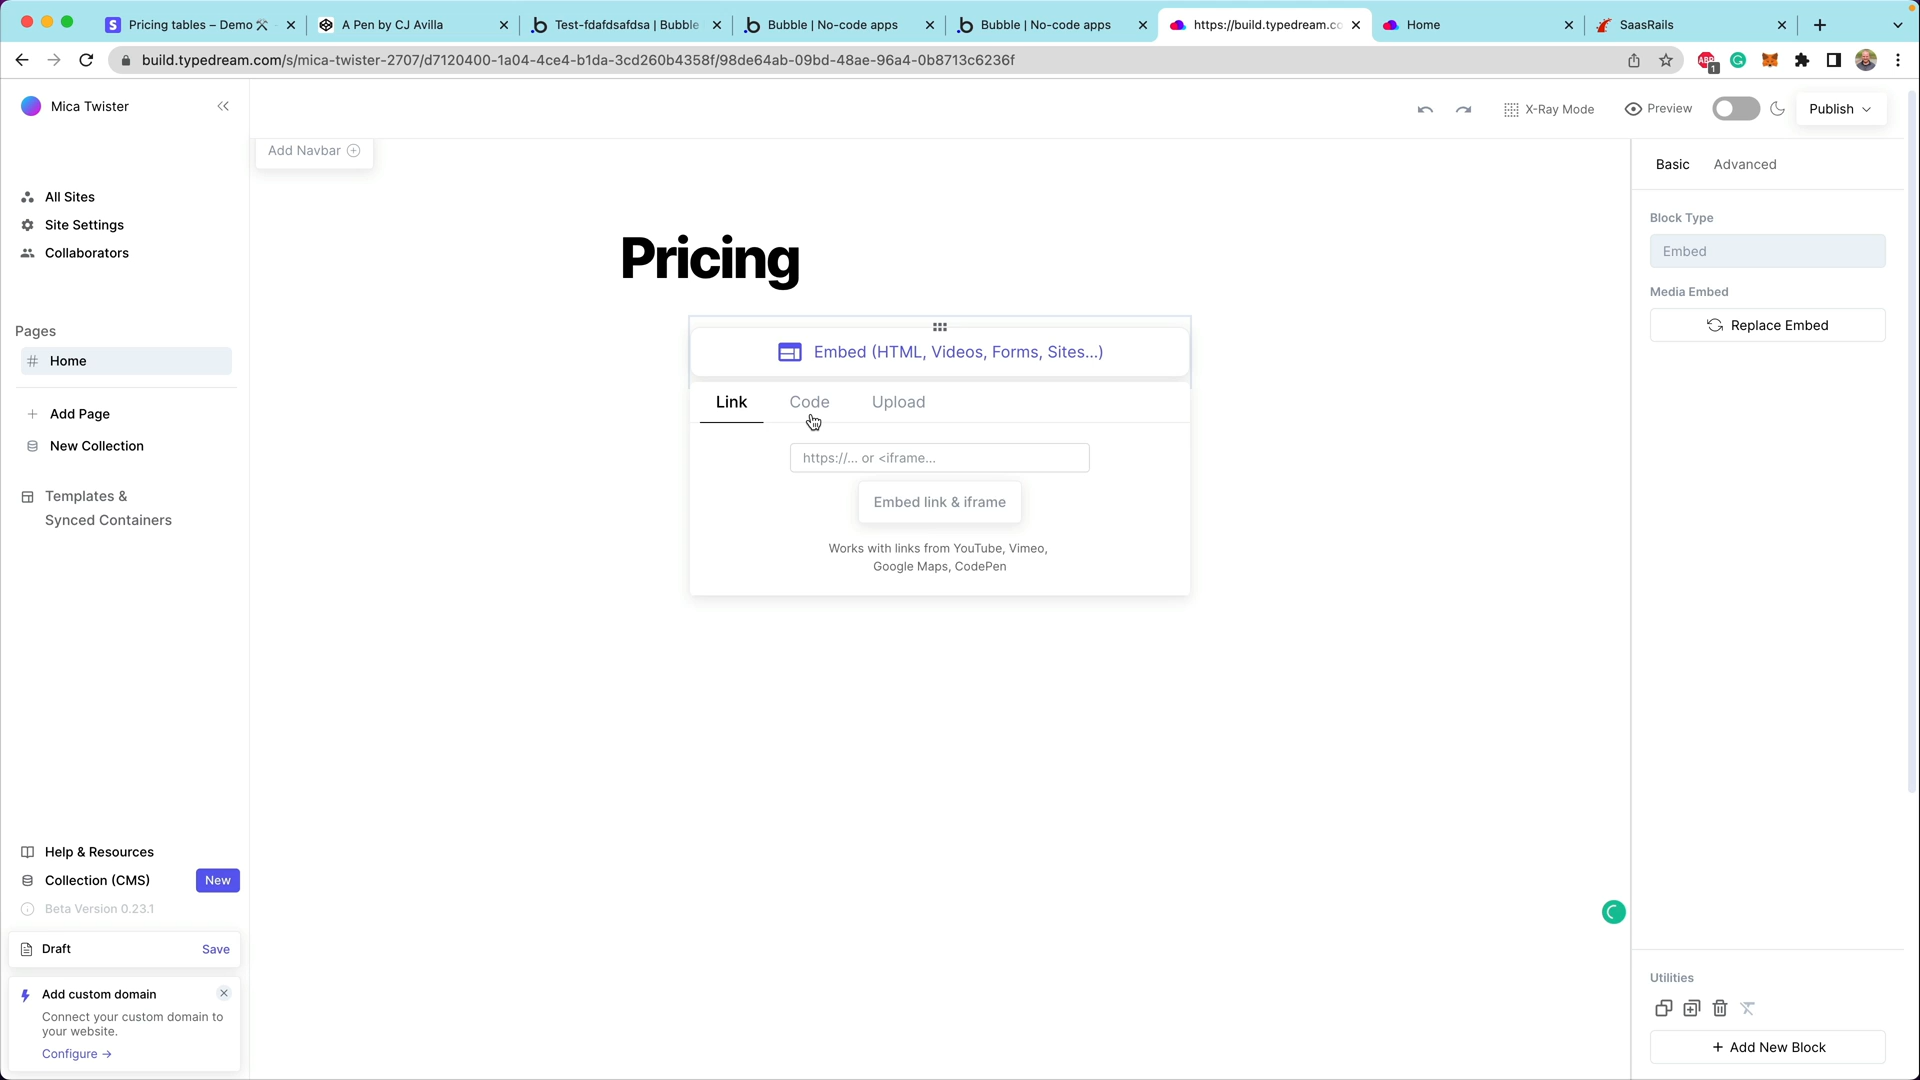 Pricing tables – Demo
A Pen by CJ Avilla
Test-fdafdsafdsa | Bubble
Bubble | No-code apps
Bubble | No-code apps
https://build.typedream.co
Home
SaasRails
build.typedream.com/s/mica-twister-2707/d7120400-1a04-4ce4-b1da-3cd260b4358f/98de64ab-09bd-48ae-96a4-0b8713c6236f
ABP
1
Mica Twister
X-Ray Mode
Preview
Publish
Add Navbar
Basic
Advanced
All Sites
Site Settings
Collaborators
Pricing
Block Type
Embed
Media Embed
Replace Embed
Pages
Home
Add Page
New Collection
Templates &
Synced Containers
Embed (HTML, Videos, Forms, Sites...)
Link
Code
Upload
https://... or <iframe...
Embed link & iframe
Works with links from YouTube, Vimeo,
Google Maps, CodePen
Help & Resources
Collection (CMS)
New
Beta Version 0.23.1
Draft
Save
Add custom domain
Connect your custom domain to
your website.
Configure →
Utilities
+ Add New Block